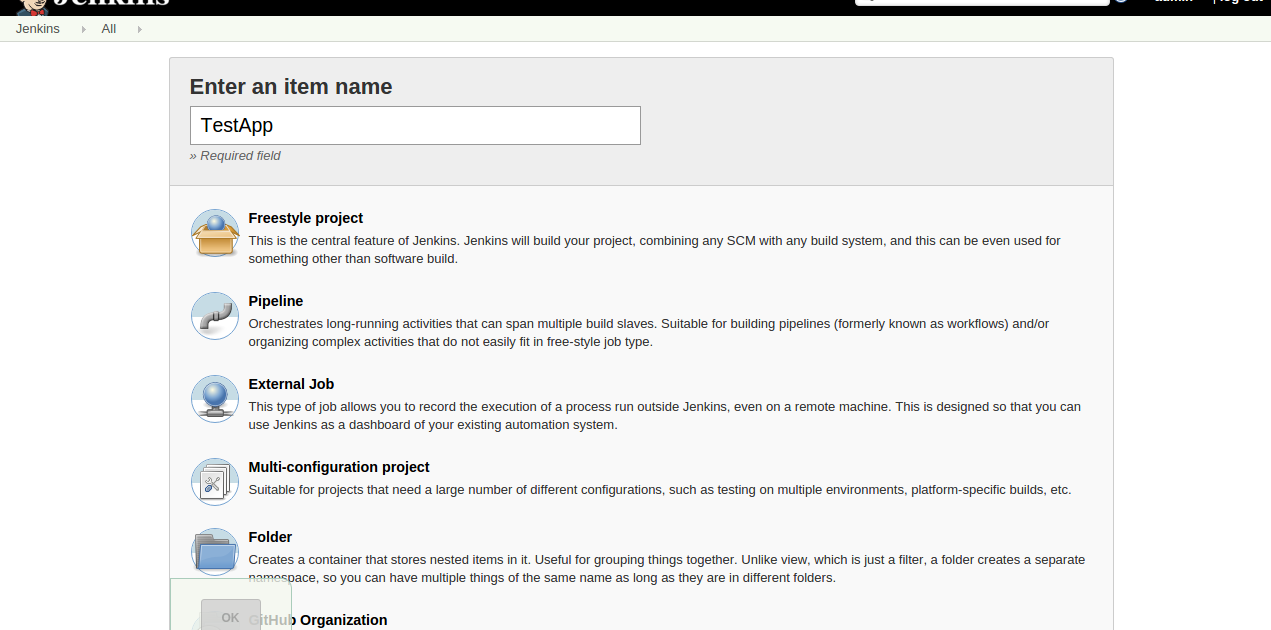 Jenkins
admin | log out
Jenkins All
Enter an item name
TestApp
» Required field
Freestyle project
This is the central feature of Jenkins. Jenkins will build your project, combining any SCM with any build system, and this can be even used for
something other than software build.
Pipeline
Orchestrates long-running activities that can span multiple build slaves. Suitable for building pipelines (formerly known as workflows) and/or
organizing complex activities that do not easily fit in free-style job type.
External Job
This type of job allows you to record the execution of a process run outside Jenkins, even on a remote machine. This is designed so that you can
use Jenkins as a dashboard of your existing automation system.
Multi-configuration project
Suitable for projects that need a large number of different configurations, such as testing on multiple environments, platform-specific builds, etc.
Folder
Creates a container that stores nested items in it. Useful for grouping things together. Unlike view, which is just a filter, a folder creates a separate
namespace, so you can have multiple things of the same name as long as they are in different folders.
OK
GitHub Organization